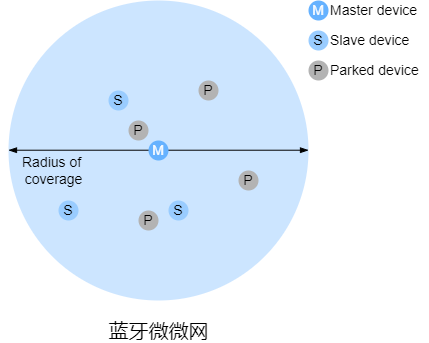 M Master device
S Slave device
P Parked device
P
S
P
M
Radius of
coverage
P
S
P
S
蓝牙微微网